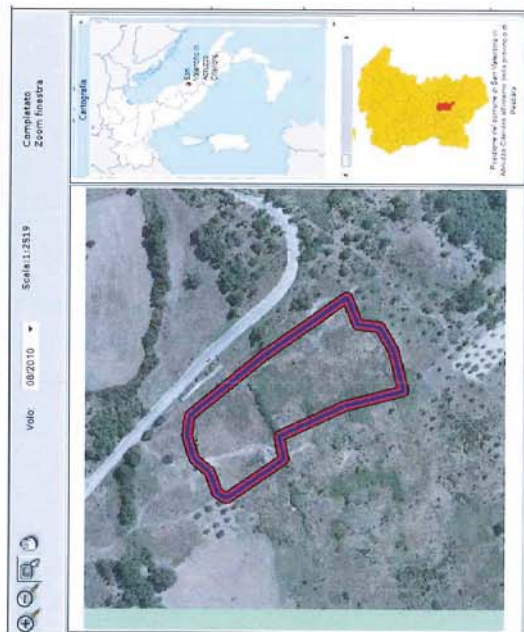 Volo: 08/2010
Scala:1:2519
Completato
Zoom finestra
Cartografia
San
Valentino in
Abruzzo
Citeriore
Posizione del comune di San Valentino in
Abruzzo Citeriore all'interno della provincia di
Pescara